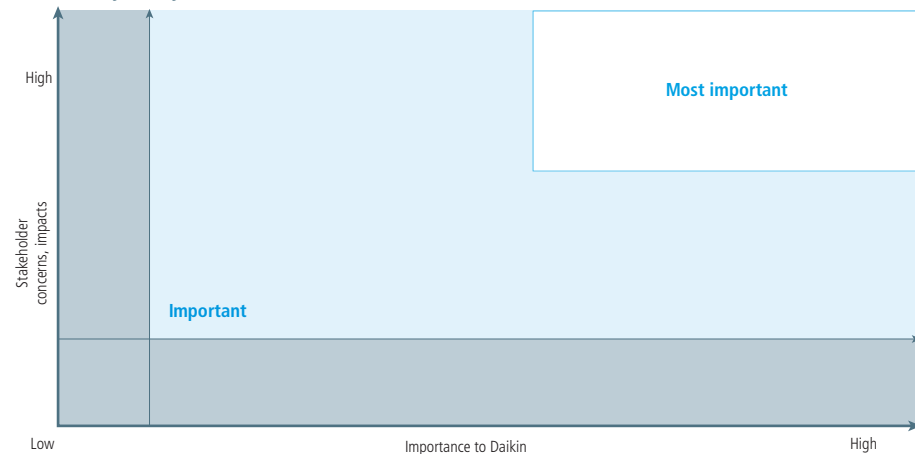 High
Most important
Stakeholder
concerns, impacts
Important
Low
Importance to Daikin
High